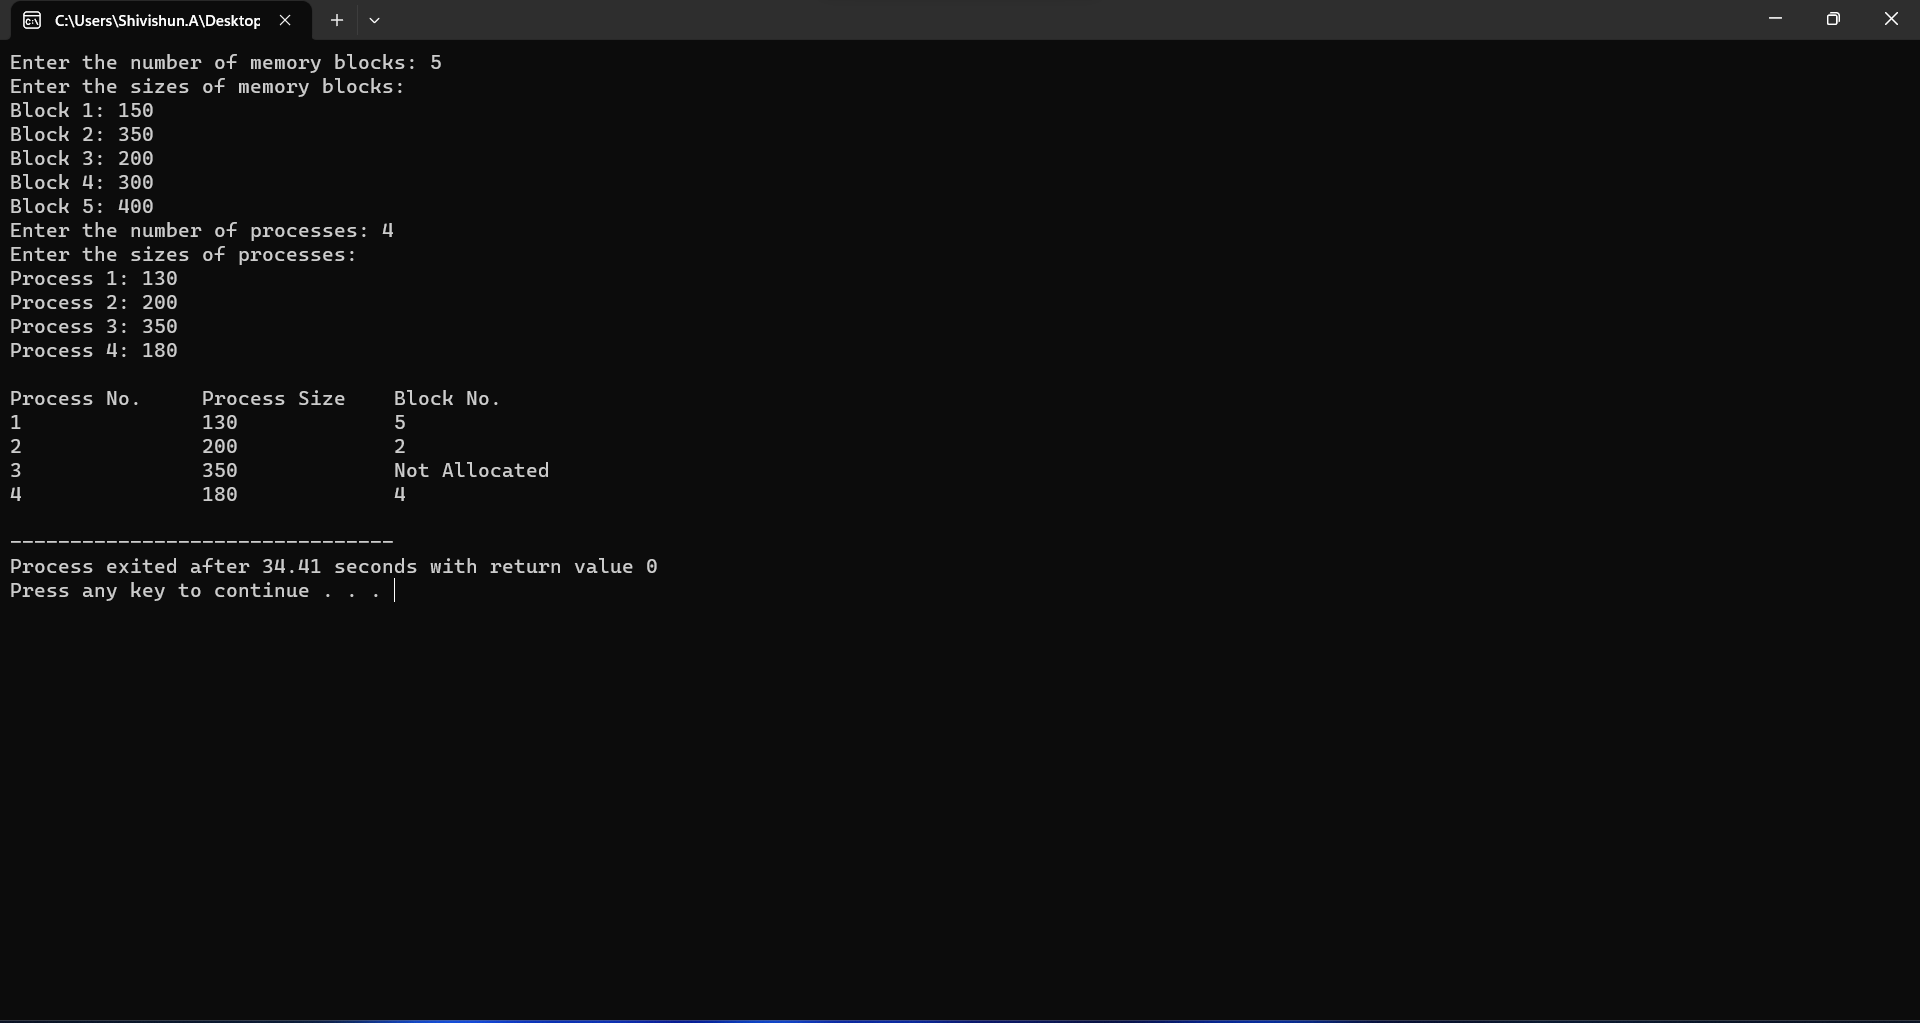 C:\Users\Shivishun.A\Desktop
Enter the number of memory blocks: 5
Enter the sizes of memory blocks:
Block 1: 150
Block 2: 350
Block 3: 200
Block 4: 300
Block 5: 400
Enter the number of processes: 4
Enter the sizes of processes:
Process 1: 130
Process 2: 200
Process 3: 350
Process 4: 180
Process No. Process Size Block No.
1 130 5
2 200 2
3 350 Not Allocated
4 180 4
--------------------------------
Process exited after 34.41 seconds with return value 0
Press any key to continue . . .